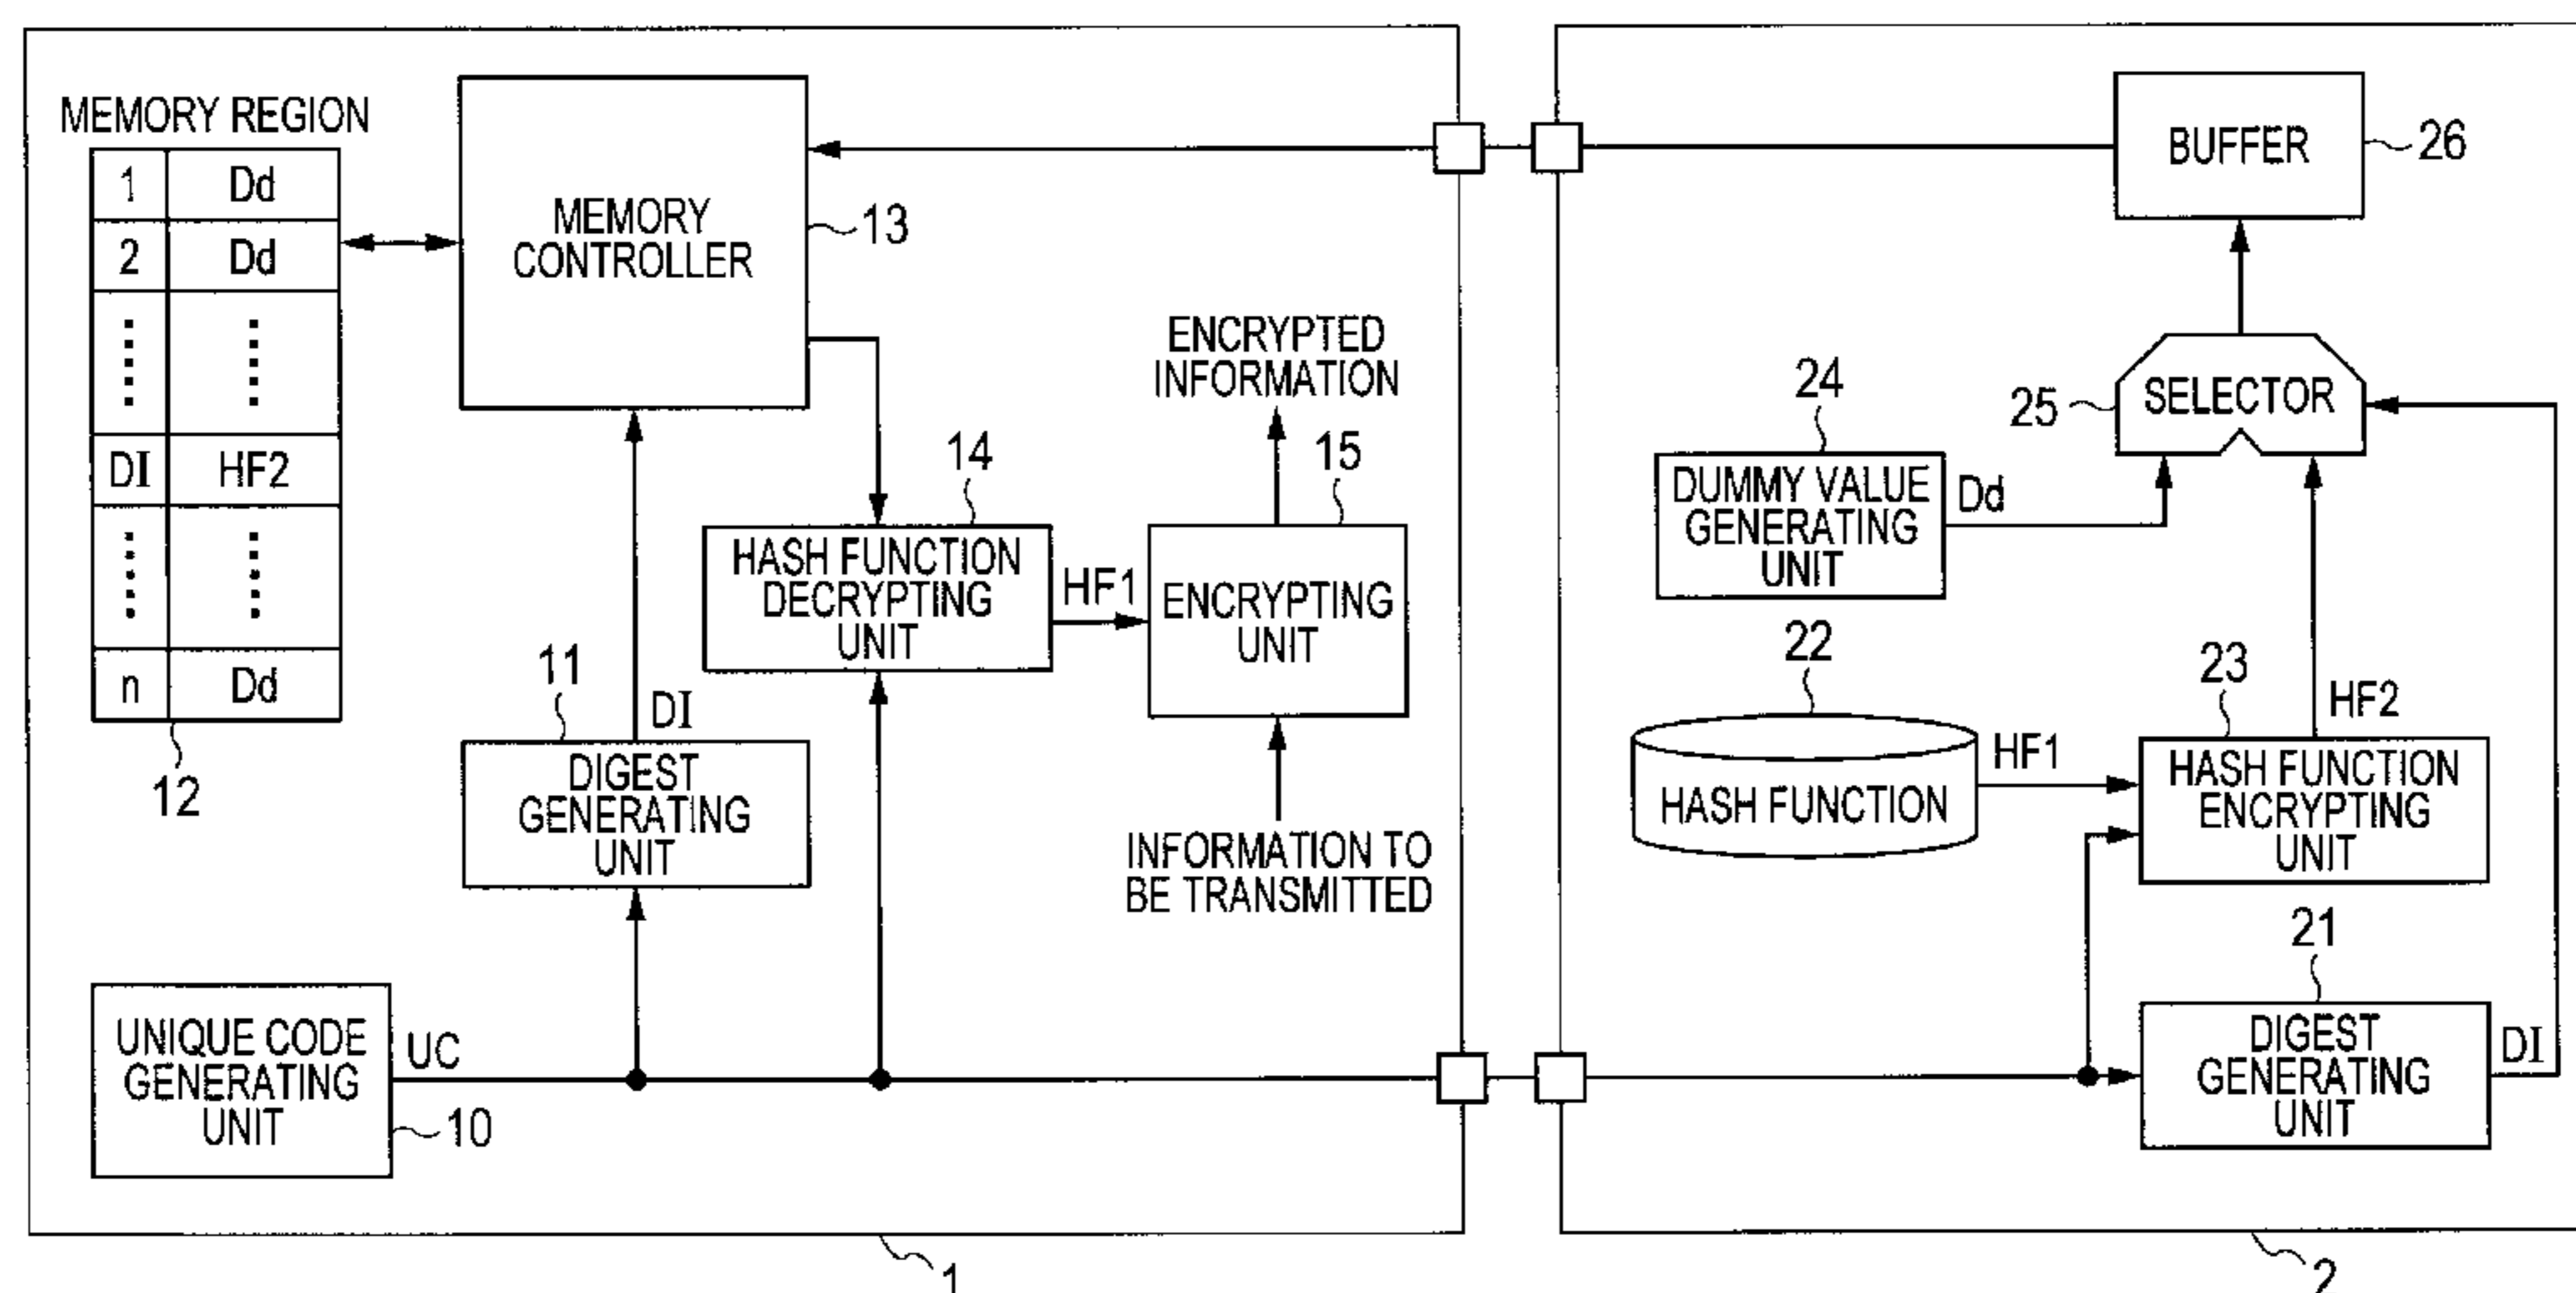 MEMORY REGION
1 Dd
2 Dd
DI HF2
n Dd
12
MEMORY
CONTROLLER
13
ENCRYPTED
INFORMATION
14
15
HASH FUNCTION
DECRYPTING
UNIT
HF1
ENCRYPTING
UNIT
11
DI
DIGEST
GENERATING
UNIT
INFORMATION TO
BE TRANSMITTED
UNIQUE CODE
GENERATING
UNIT
UC
10
1
BUFFER
26
24
25
SELECTOR
DUMMY VALUE
GENERATING
UNIT
Dd
22
23
HF2
HASH FUNCTION
HF1
HASH FUNCTION
ENCRYPTING
UNIT
21
DIGEST
GENERATING
UNIT
DI
2